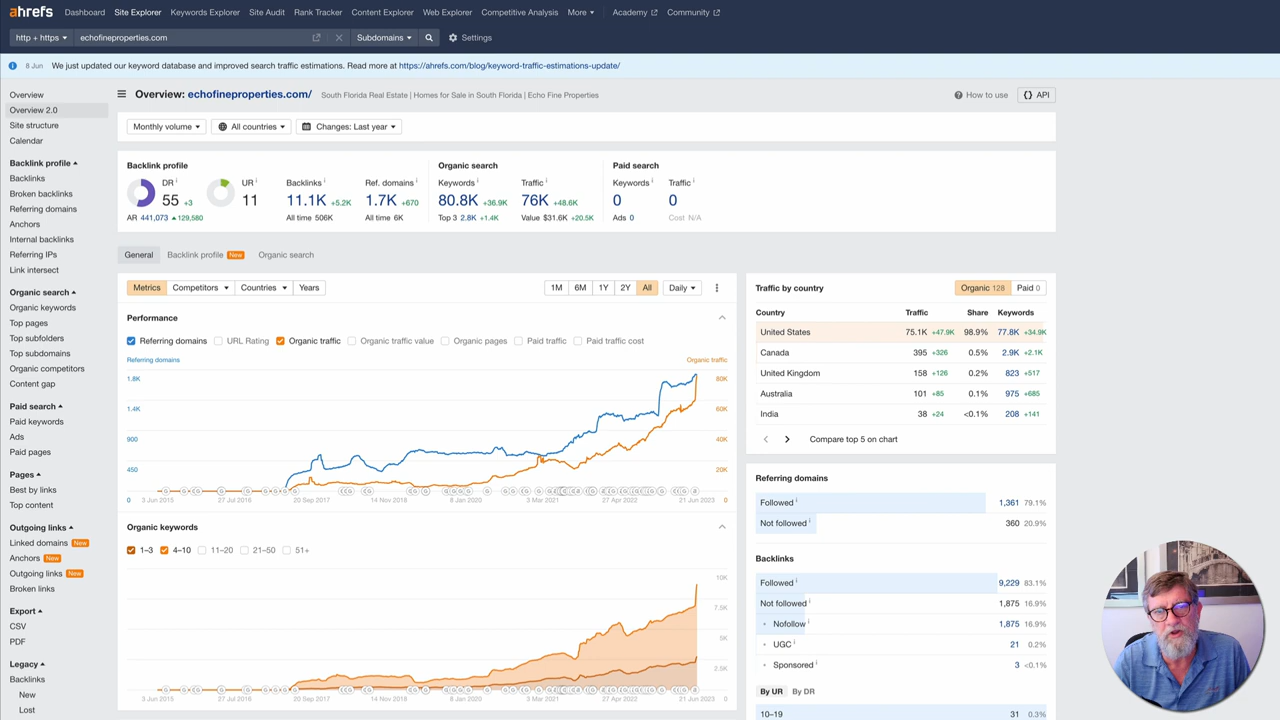 ahrefs Dashboard Site Explorer Keywords Explorer Site Audit Rank Tracker Content Explorer Web Explorer Competitive Analysis More Academy Community
http + https echofineproperties.com Subdomains Settings
8 Jun We just updated our keyword database and improved search traffic estimations. Read more at https://ahrefs.com/blog/keyword-traffic-estimations-update/
Overview
Overview 2.0
Site structure
Calendar
Backlink profile
Backlinks
Broken backlinks
Referring domains
Anchors
Internal backlinks
Referring IPs
Link intersect
Organic search
Organic keywords
Top pages
Top subfolders
Top subdomains
Organic competitors
Content gap
Paid search
Paid keywords
Ads
Paid pages
Pages
Best by links
Top content
Outgoing links
Linked domains New
Anchors New
Outgoing links New
Broken links
Export
CSV
PDF
Legacy
Backlinks
New
Lost
Overview: echofineproperties.com/ South Florida Real Estate | Homes for Sale in South Florida | Echo Fine Properties How to use {} API
Monthly volume All countries Changes: Last year
Backlink profile
DR 55 +3
AR 441,073 129,580
UR 11
Backlinks 11.1K +5.2K
All time 506K
Ref. domains 1.7K +670
All time 6K
Organic search
Keywords 80.8K +36.9K
Top 3 2.8K +1.4K
Traffic 76K +48.6K
Value $31.6K +20.5K
Paid search
Keywords 0
Ads 0
Traffic 0
Cost N/A
General Backlink profile New Organic search
Metrics Competitors Countries Years 1M 6M 1Y 2Y All Daily
Performance
Referring domains URL Rating Organic traffic Organic traffic value Organic pages Paid traffic Paid traffic cost
Referring domains Organic traffic
1.8K 80K
1.4K 60K
900 40K
450 20K
0 3 Jun 2015 27 Jul 2016 20 Sep 2017 14 Nov 2018 8 Jan 2020 3 Mar 2021 27 Apr 2022 21 Jun 2023 0
Organic keywords
1–3 4–10 11–20 21–50 51+
10K
7.5K
5K
2.5K
3 Jun 2015 27 Jul 2016 20 Sep 2017 14 Nov 2018 8 Jan 2020 3 Mar 2021 27 Apr 2022 21 Jun 2023 0
Traffic by country Organic 128 Paid 0
Country Traffic Share Keywords
United States 75.1K +47.9K 98.9% 77.8K +34.9K
Canada 395 +326 0.5% 2.9K +2.1K
United Kingdom 158 +126 0.2% 823 +517
Australia 101 +85 0.1% 975 +685
India 38 +24 <0.1% 208 +141
Compare top 5 on chart
Referring domains
Followed 1,361 79.1%
Not followed 360 20.9%
Backlinks
Followed 9,229 83.1%
Not followed 1,875 16.9%
Nofollow 1,875 16.9%
UGC 21 0.2%
Sponsored 3 <0.1%
By UR By DR
10–19 31 0.3%